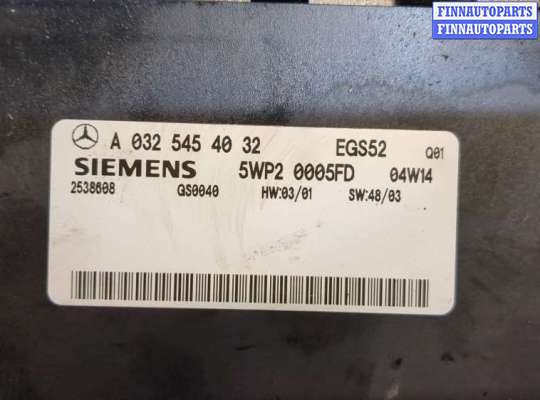 FINNAUTOPARTS
FINNAUTOPARTS
A 032 545 40 32 EGS52 Q01
SIEMENS 5WP2 0005FD 04W14
2538608 QS0040 HW:03/01 SW:48/03